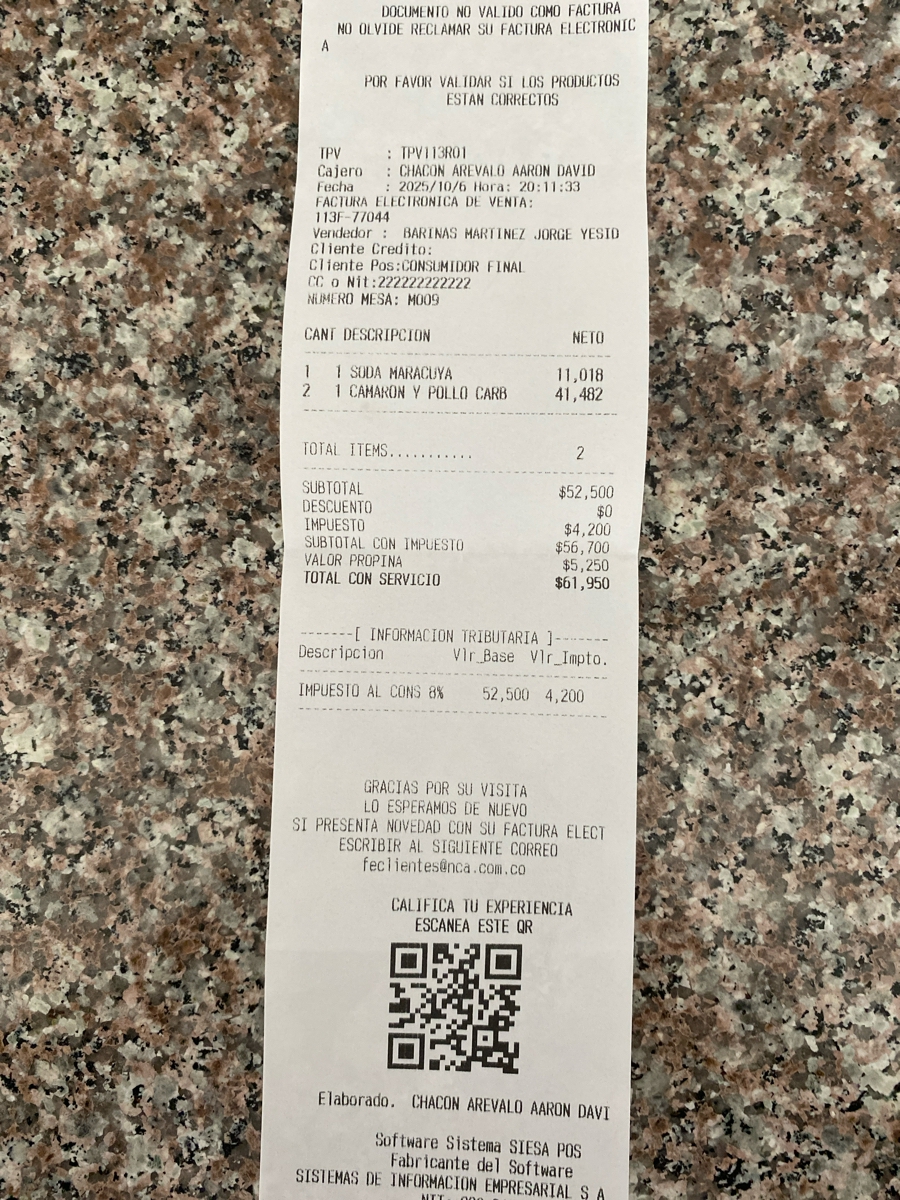 DOCUMENTO NO VALIDO COMO FACTURA
NO OLVIDE RECLAMAR SU FACTURA ELECTRONIC
A
POR FAVOR VALIDAR SI LOS PRODUCTOS
ESTAN CORRECTOS
TPV : TPV113R01
Cajero : CHACON AREVALO AARON DAVID
Fecha : 2025/10/6 Hora: 20:11:33
FACTURA ELECTRONICA DE VENTA:
113F-77044
Vendedor : BARINAS MARTINEZ JORGE YESID
Cliente Credito:
Cliente Pos:CONSUMIDOR FINAL
CC o Nit:222222222222
NUMERO MESA: M009
CANT DESCRIPCION NETO
1 1 SODA MARACUYA 11,018
2 1 CAMARON Y POLLO CARB 41,482
TOTAL ITEMS........... 2
SUBTOTAL $52,500
DESCUENTO $0
IMPUESTO $4,200
SUBTOTAL CON IMPUESTO $56,700
VALOR PROPINA $5,250
TOTAL CON SERVICIO $61,950
-------[ INFORMACION TRIBUTARIA ]-------
Descripcion Vlr_Base Vlr_Impto.
IMPUESTO AL CONS 8% 52,500 4,200
GRACIAS POR SU VISITA
LO ESPERAMOS DE NUEVO
SI PRESENTA NOVEDAD CON SU FACTURA ELECT
ESCRIBIR AL SIGUIENTE CORREO
feclientes@nca.com.co
CALIFICA TU EXPERIENCIA
ESCANEA ESTE QR
Elaborado. CHACON AREVALO AARON DAVI
Software Sistema SIESA POS
Fabricante del Software
SISTEMAS DE INFORMACION EMPRESARIAL S A
NIT: